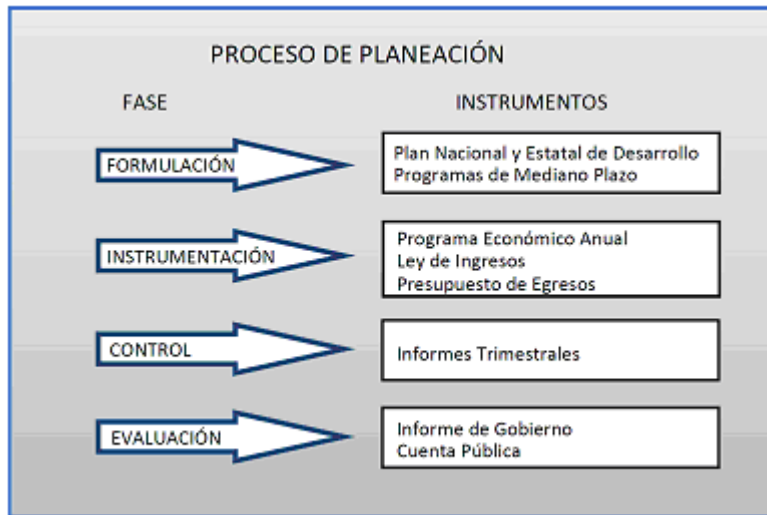 PROCESO DE PLANEACIÓN
FASE INSTRUMENTOS
FORMULACIÓN
Plan Nacional y Estatal de Desarrollo
Programas de Mediano Plazo
INSTRUMENTACIÓN
Programa Económico Anual
Ley de Ingresos
Presupuesto de Egresos
CONTROL
Informes Trimestrales
EVALUACIÓN
Informe de Gobierno
Cuenta Pública